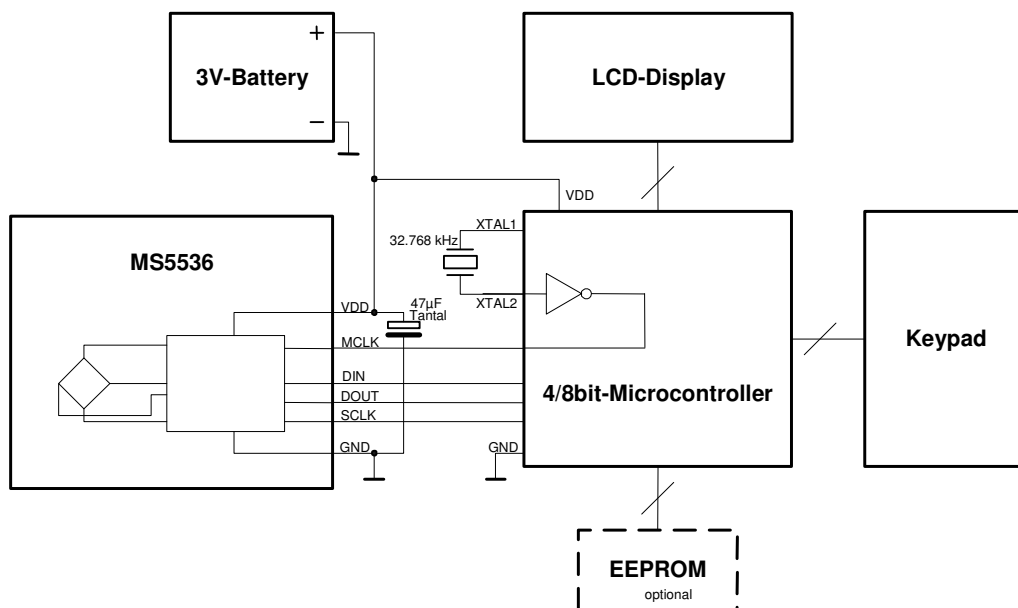 +
3V-Battery
−
LCD-Display
VDD
XTAL1
32.768 kHz
XTAL2
MS5536
VDD
47µF
Tantal
MCLK
DIN
DOUT
SCLK
GND
4/8bit-Microcontroller
GND
Keypad
EEPROM
optional